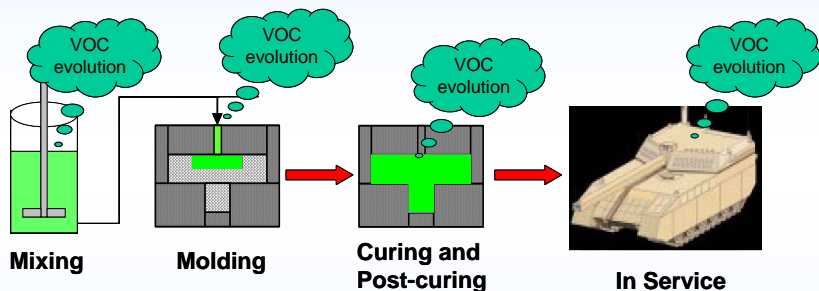 VOC
evolution
VOC
evolution
VOC
evolution
VOC
evolution
Mixing
Molding
Curing and
Post-curing
In Service